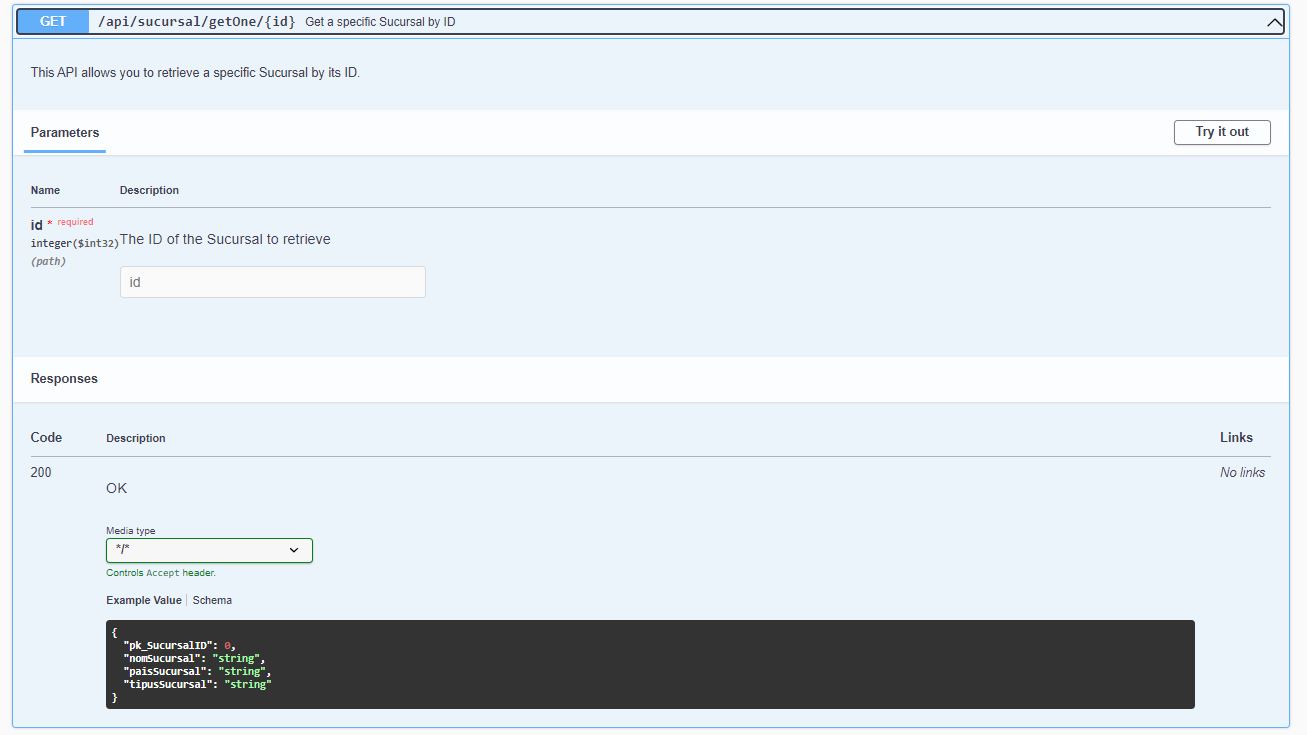 GET /api/sucursal/getOne/{id} Get a specific Sucursal by ID
This API allows you to retrieve a specific Sucursal by its ID.
Parameters
Try it out
Name Description
id * required
integer($int32)
(path)
The ID of the Sucursal to retrieve
id
Responses
Code Description Links
200
OK
No links
Media type
*/*
Controls Accept header.
Example Value Schema
{
"pk_SucursalID": 0,
"nomSucursal": "string",
"paisSucursal": "string",
"tipusSucursal": "string"
}